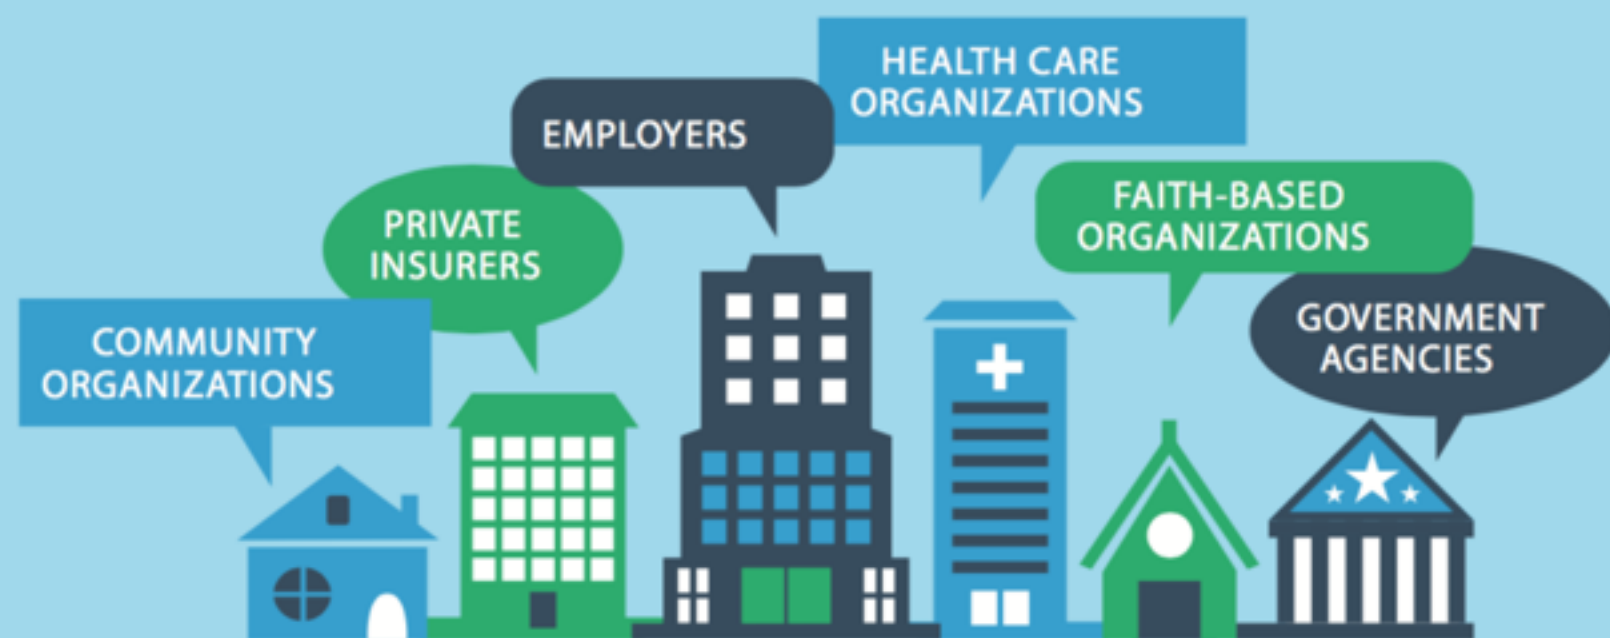 COMMUNITY
ORGANIZATIONS
PRIVATE
INSURERS
EMPLOYERS
HEALTH CARE
ORGANIZATIONS
FAITH-BASED
ORGANIZATIONS
GOVERNMENT
AGENCIES